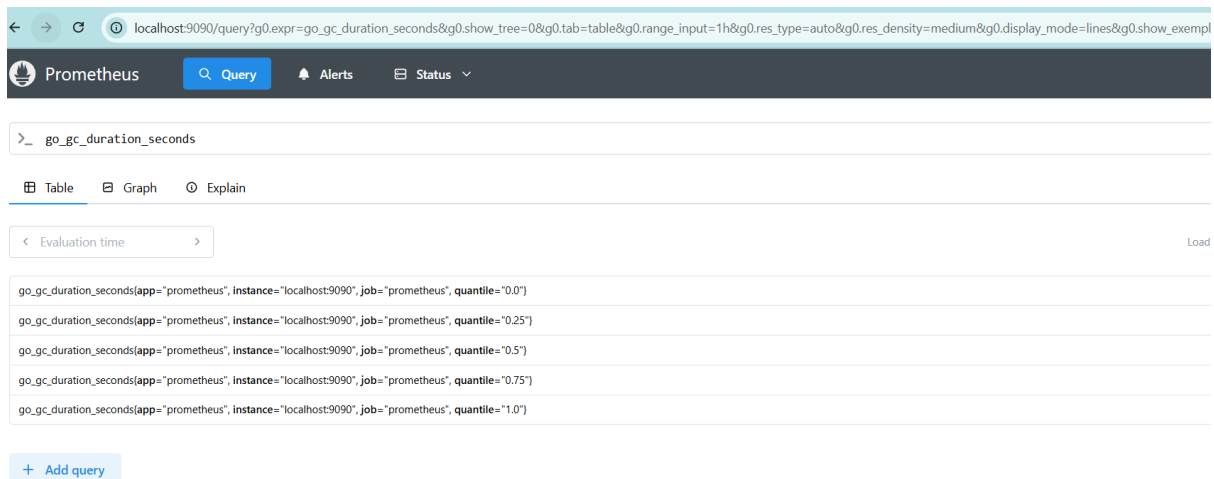 localhost:9090/query?g0.expr=go_gc_duration_seconds&g0.show_tree=0&g0.tab=table&g0.range_input=1h&g0.res_type=auto&g0.res_density=medium&g0.display_mode=lines&g0.show_exempl
Prometheus Query Alerts Status
>_ go_gc_duration_seconds
Table Graph Explain
Evaluation time Load
go_gc_duration_seconds{app="prometheus", instance="localhost:9090", job="prometheus", quantile="0.0"}
go_gc_duration_seconds{app="prometheus", instance="localhost:9090", job="prometheus", quantile="0.25"}
go_gc_duration_seconds{app="prometheus", instance="localhost:9090", job="prometheus", quantile="0.5"}
go_gc_duration_seconds{app="prometheus", instance="localhost:9090", job="prometheus", quantile="0.75"}
go_gc_duration_seconds{app="prometheus", instance="localhost:9090", job="prometheus", quantile="1.0"}
+ Add query